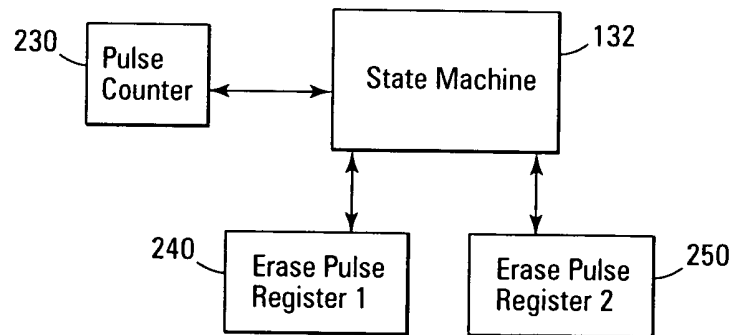 230
Pulse
Counter
State Machine
132
240
Erase Pulse
Register 1
Erase Pulse
Register 2
250